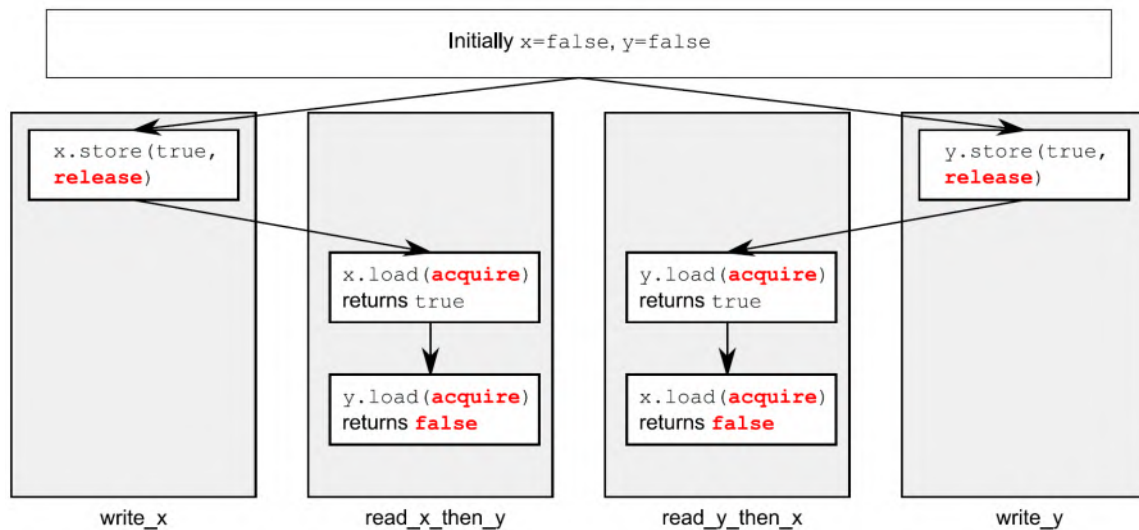 Initially x=false, y=false
x.store(true,
release)
y.store(true,
release)
x.load(acquire)
returns true
y.load(acquire)
returns true
y.load(acquire)
returns false
x.load(acquire)
returns false
write_x
read_x_then_y
read_y_then_x
write_y